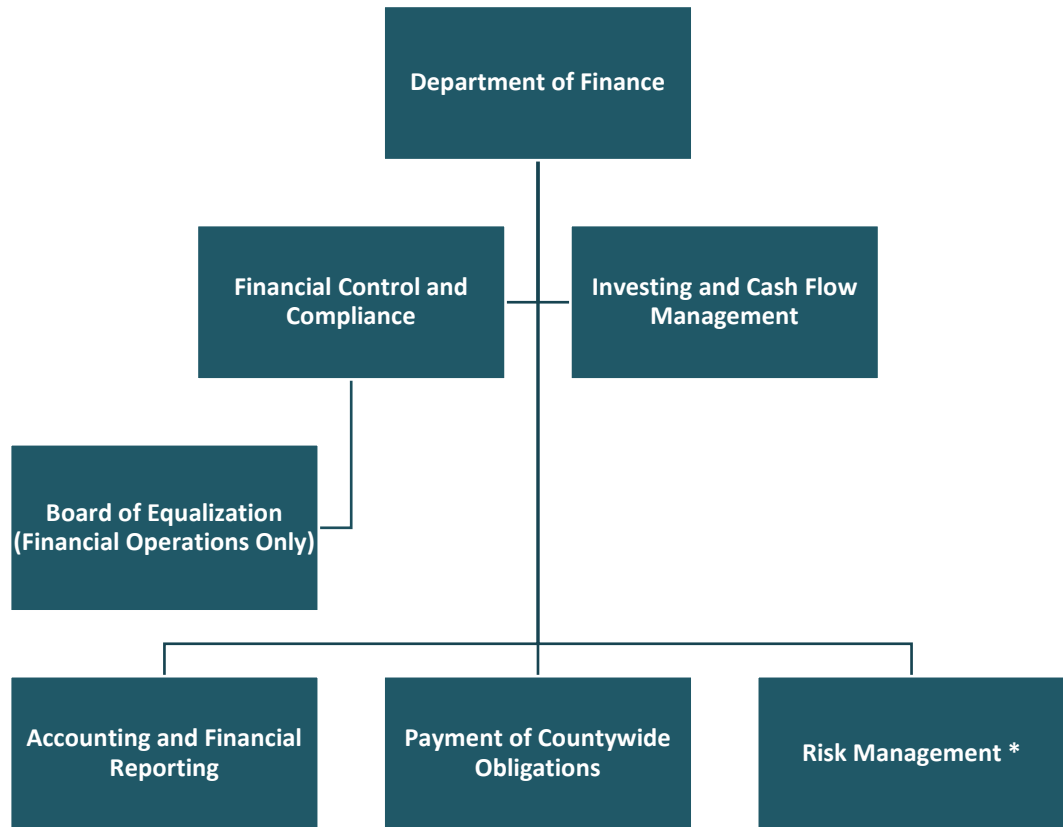 Department of Finance
Financial Control and
Compliance
Investing and Cash Flow
Management
Board of Equalization
(Financial Operations Only)
Accounting and Financial
Reporting
Payment of Countywide
Obligations
Risk Management *